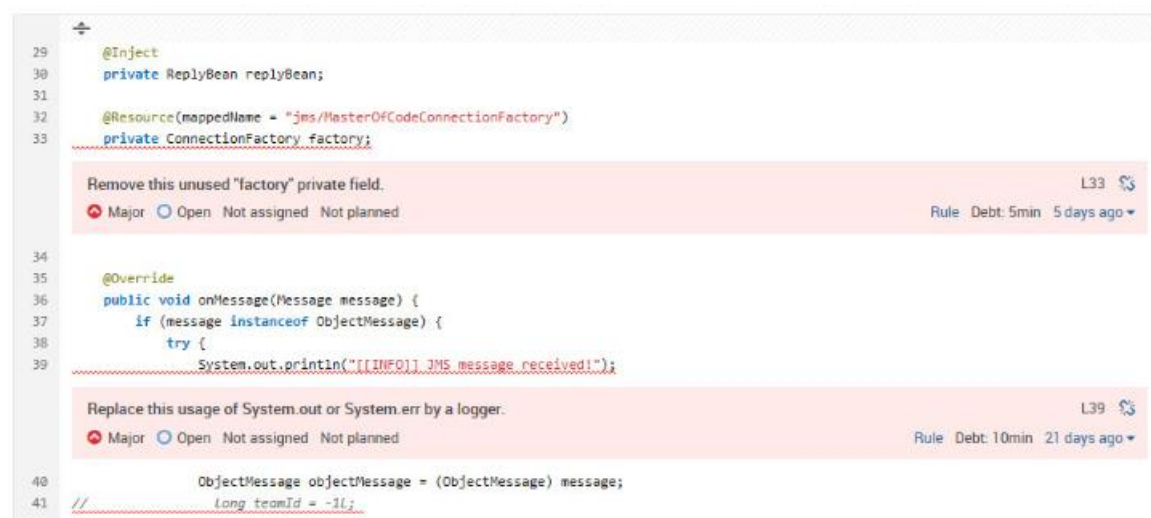 29 @Inject
30 private ReplyBean replyBean;
31
32 @Resource(mappedName = "jms/MasterOfCodeConnectionFactory")
33 private ConnectionFactory factory;
Remove this unused "factory" private field. L33
Major Open Not assigned Not planned Rule Debt: 5min 5 days ago
34
35 @Override
36 public void onMessage(Message message) {
37 if (message instanceof ObjectMessage) {
38 try {
39 System.out.println("[[INFO]] JMS message received!");
Replace this usage of System.out or System.err by a logger. L39
Major Open Not assigned Not planned Rule Debt: 10min 21 days ago
40 ObjectMessage objectMessage = (ObjectMessage) message;
41 // Long teamId = -1L;